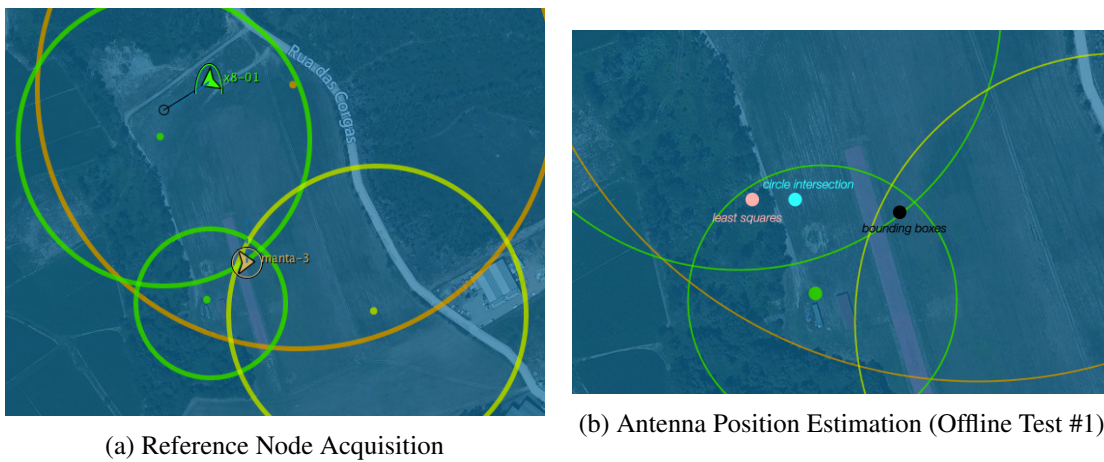 x8-01
Rua das Corgas
manta-3
circle intersection
least squares
bounding boxes
(a) Reference Node Acquisition
(b) Antenna Position Estimation (Offline Test #1)